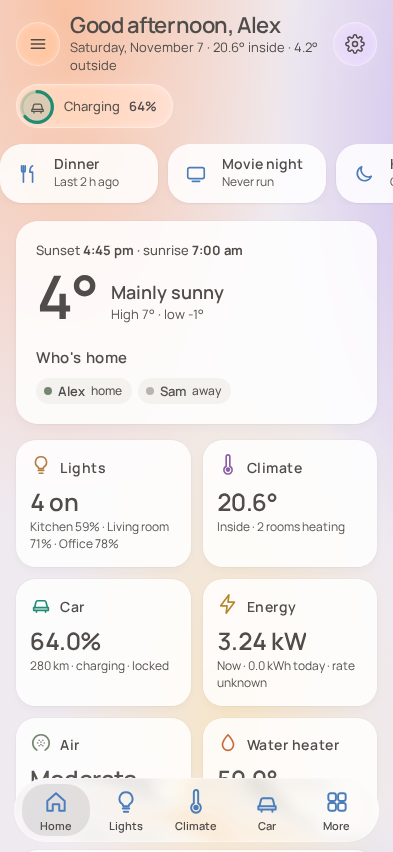 Good afternoon, Alex
Saturday, November 7 · 20.6° inside · 4.2°
outside
Charging 64%
Dinner
Last 2 h ago
Movie night
Never run
Sunset 4:45 pm · sunrise 7:00 am
4°
Mainly sunny
High 7° · low -1°
Who's home
Alex home
Sam away
Lights
4 on
Kitchen 59% · Living room
71% · Office 78%
Climate
20.6°
Inside · 2 rooms heating
Car
64.0%
280 km · charging · locked
Energy
3.24 kW
Now · 0.0 kWh today · rate
unknown
Air
Moderate
Water heater
Home
Lights
Climate
Car
More